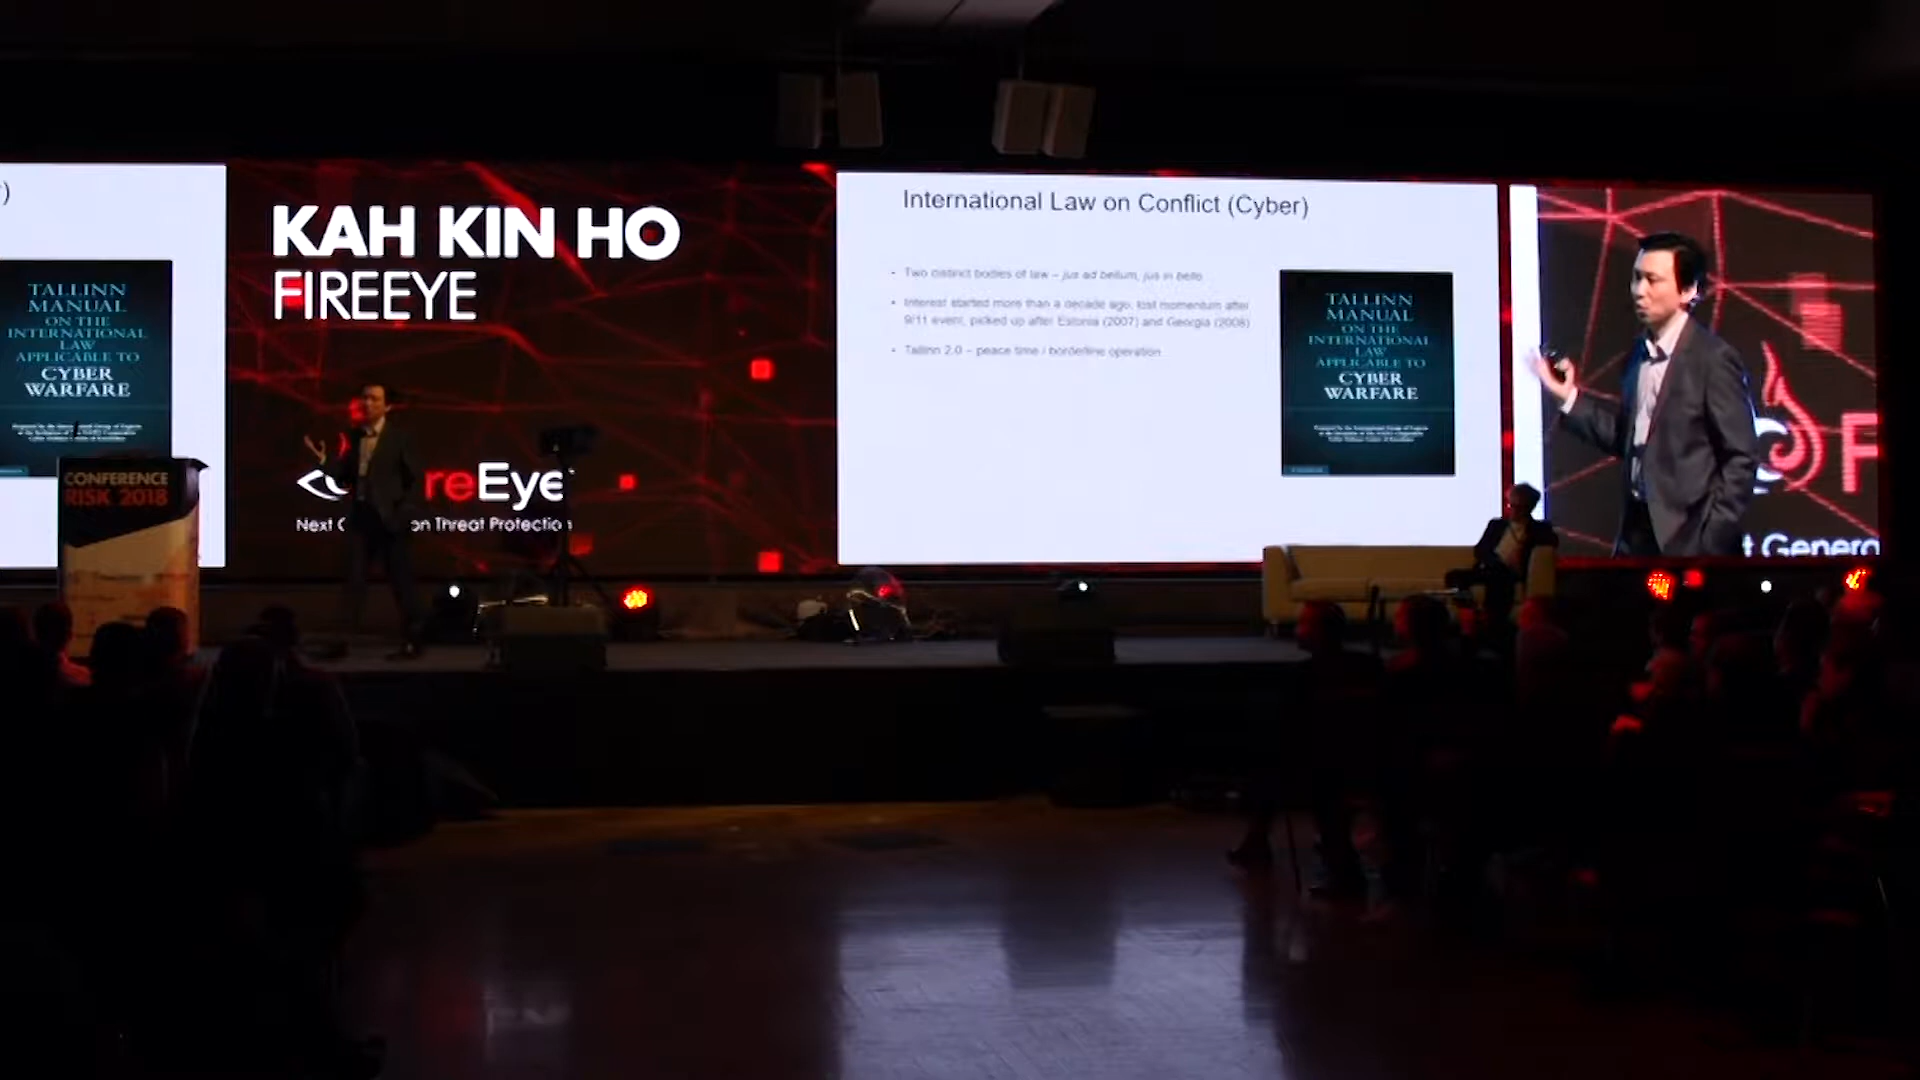 )
TALLINN
MANUAL
ON THE
INTERNATIONAL
LAW
APPLICABLE TO
CYBER
WARFARE
CONFERENCE
RISK 2018
KAH KIN HO
FIREEYE
reEye
Next G on Threat Protection
International Law on Conflict (Cyber)
• Two distinct bodies of law – jus ad bellum, jus in bello
• Interest started more than a decade ago, lost momentum after
9/11 event, picked up after Estonia (2007) and Georgia (2008)
• Tallinn 2.0 – peace time / borderline operation
TALLINN
MANUAL
ON THE
INTERNATIONAL
LAW
APPLICABLE TO
CYBER
WARFARE
F
t Genera